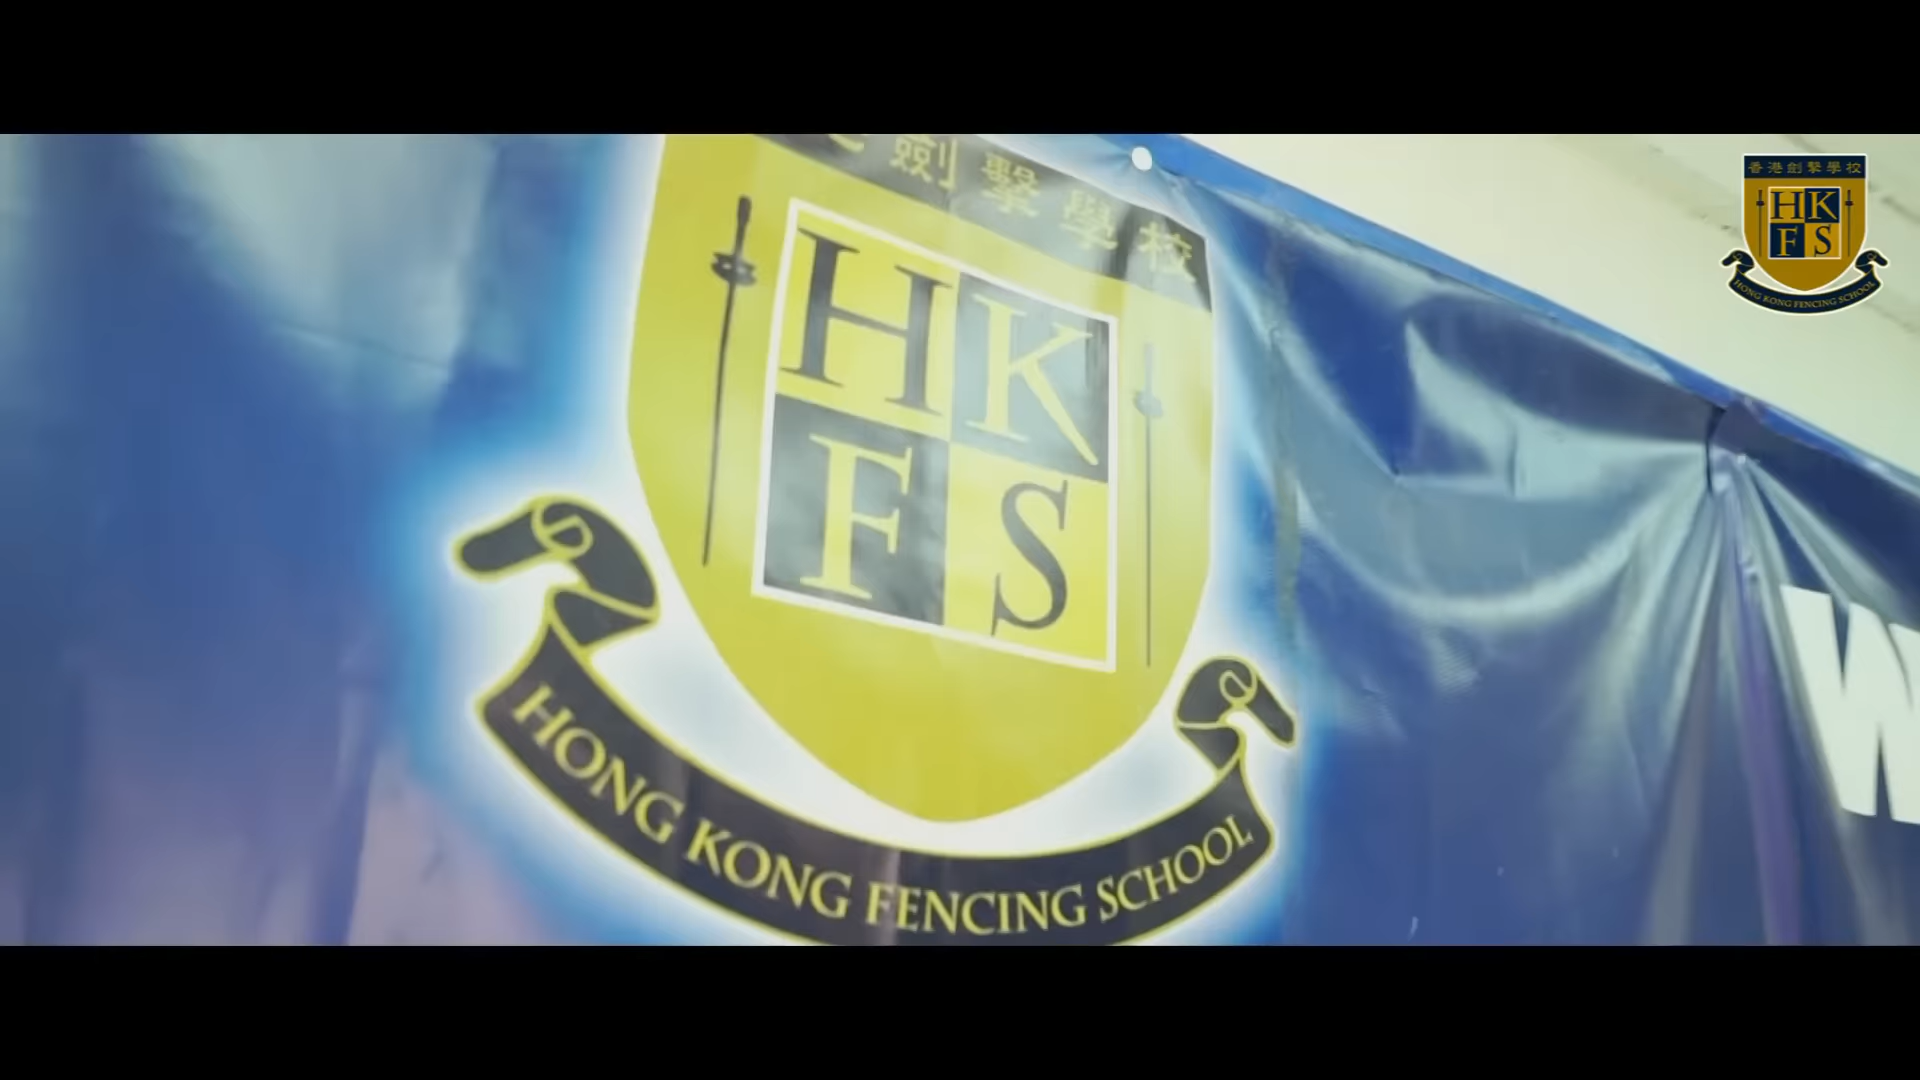 劍擊學校
HK
FS
HONG KONG FENCING SCHOOL
W
香港劍擊學校
HK
FS
HONG KONG FENCING SCHOOL